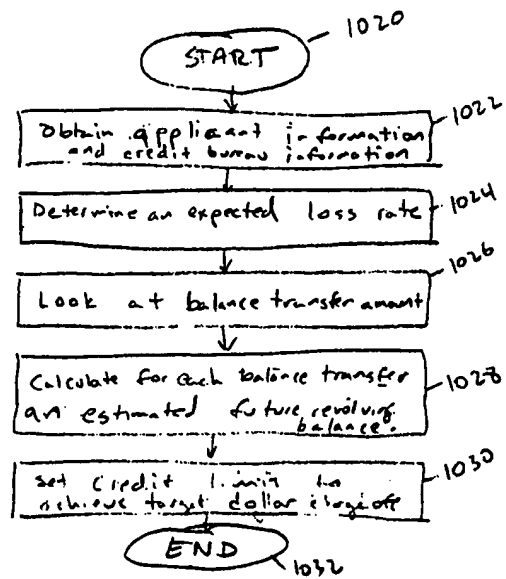 1020
START
1022
Obtain applicant information
and credit bureau information
1024
Determine an expected loss rate
1026
Look at balance transfer amount
1028
Calculate for each balance transfer
an estimated future revolving
balance.
1030
Set Credit limit to
achieve target dollar
END
1032